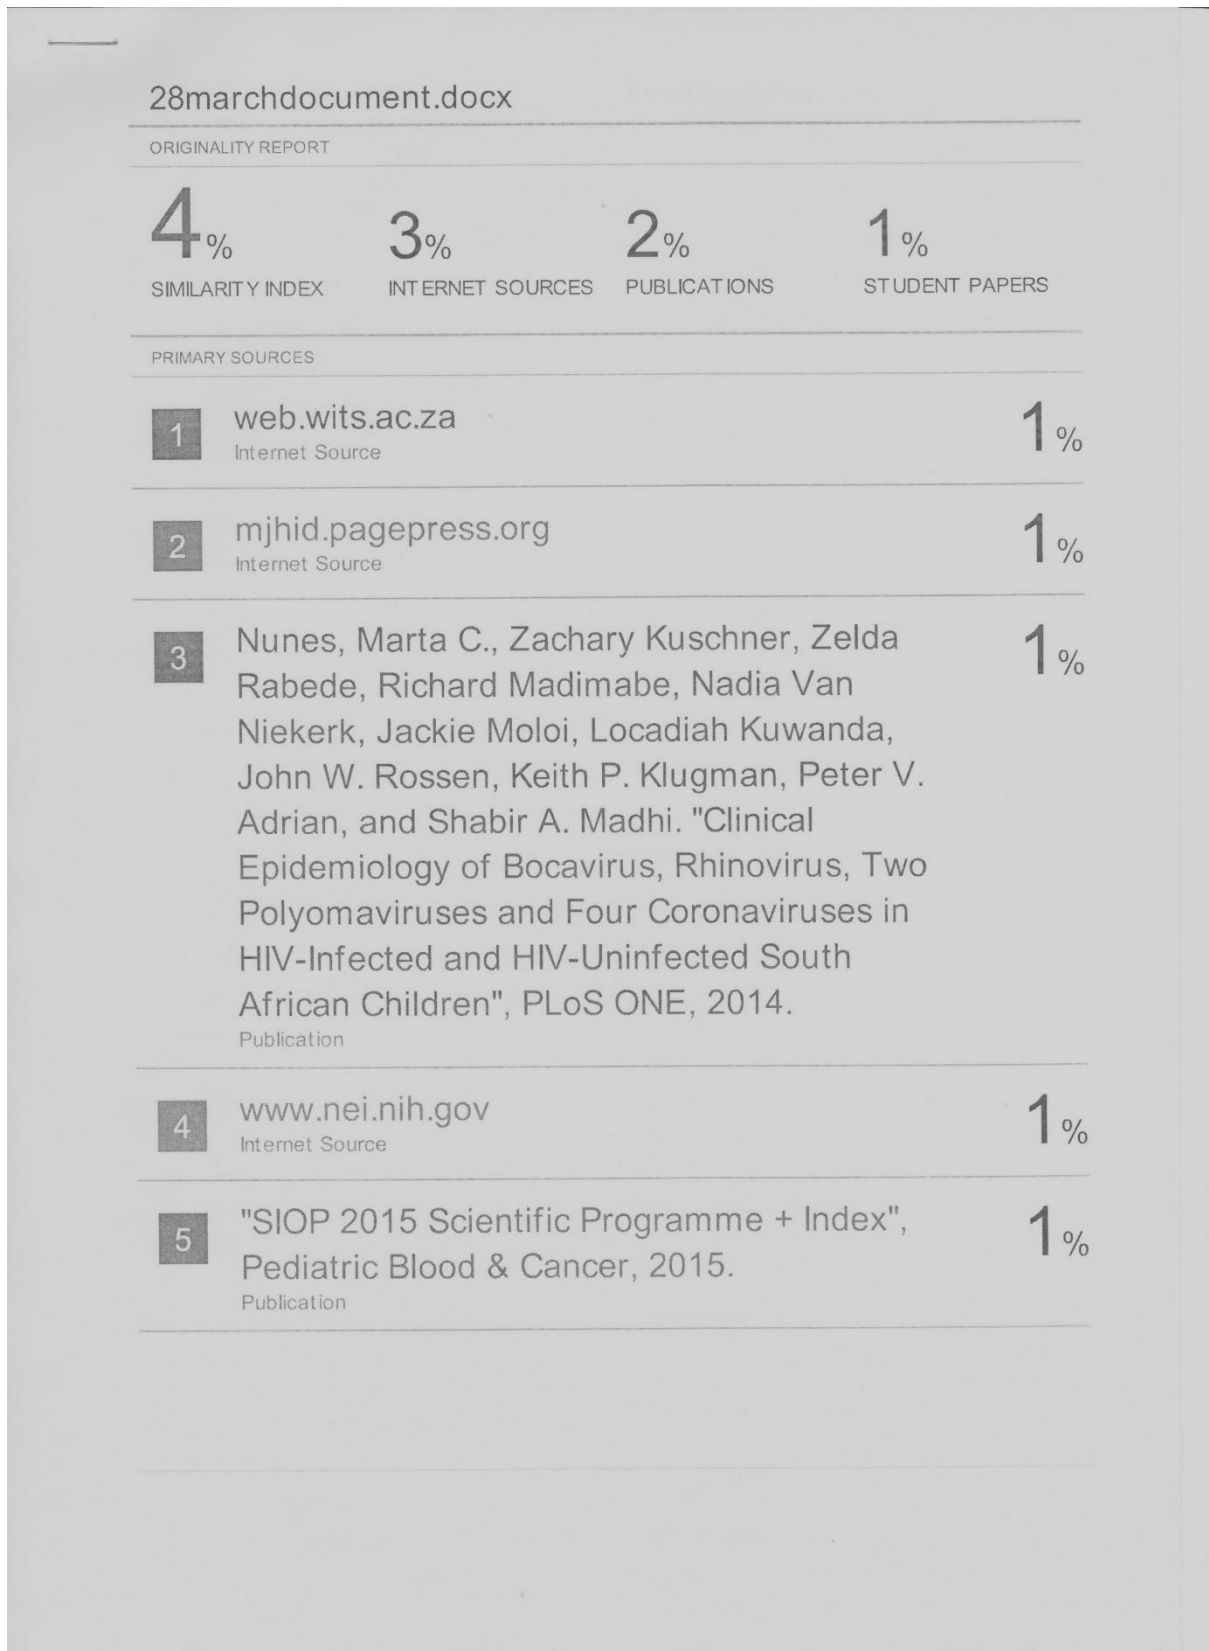 28marchdocument.docx
ORIGINALITY REPORT
4%
3%
2%
1%
SIMILARITY INDEX
INTERNET SOURCES
PUBLICATIONS
STUDENT PAPERS
PRIMARY SOURCES
1
web.wits.ac.za
Internet Source
1%
2
mjhid.pagepress.org
Internet Source
1%
3
Nunes, Marta C., Zachary Kuschner, Zelda
Rabede, Richard Madimabe, Nadia Van
Niekerk, Jackie Moloi, Locadiah Kuwanda,
John W. Rossen, Keith P. Klugman, Peter V.
Adrian, and Shabir A. Madhi. "Clinical
Epidemiology of Bocavirus, Rhinovirus, Two
Polyomaviruses and Four Coronaviruses in
HIV-Infected and HIV-Uninfected South
African Children", PLoS ONE, 2014.
Publication
1%
4
www.nei.nih.gov
Internet Source
1%
5
"SIOP 2015 Scientific Programme + Index",
Pediatric Blood & Cancer, 2015.
Publication
1%